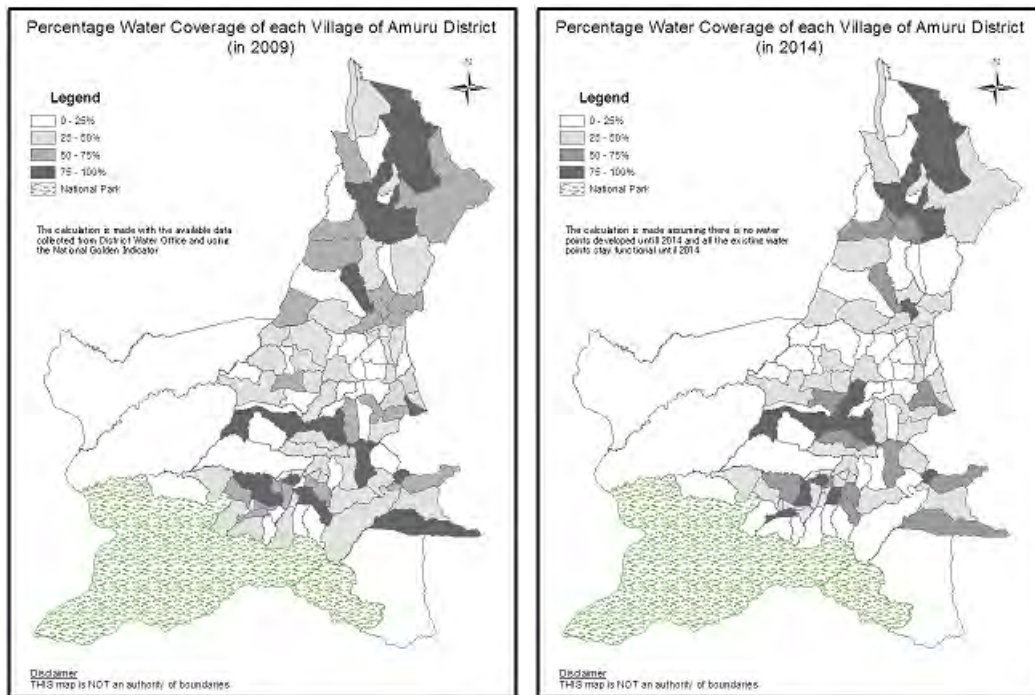 Percentage Water Coverage of each Village of Amuru District
(in 2009)
N
Legend
0 - 25%
25 - 50%
50 - 75%
75 - 100%
National Park
The calculation is made with the available data
collected from District Water Office and using
the National Golden Indicator
Disclaimer
THIS map is NOT an authority of boundaries
Percentage Water Coverage of each Village of Amuru District
(in 2014)
N
Legend
0 - 25%
25 - 50%
50 - 75%
75 - 100%
National Park
The calculation is made assuming there is no water
points developed untill 2014 and all the existing water
points stay functional until 2014
Disclaimer
THIS map is NOT an authority of boundaries